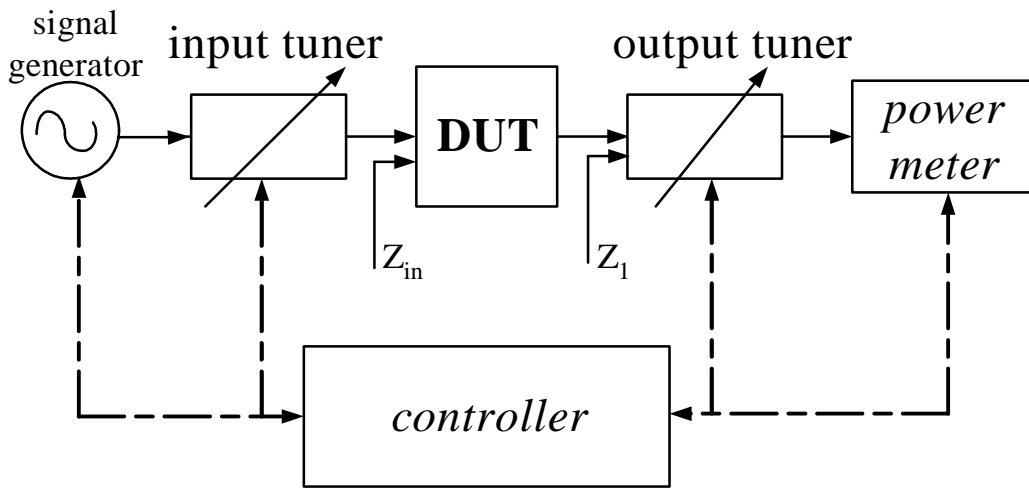 signal
generator
input tuner
output tuner
DUT
power
meter
Z_in
Z_1
controller